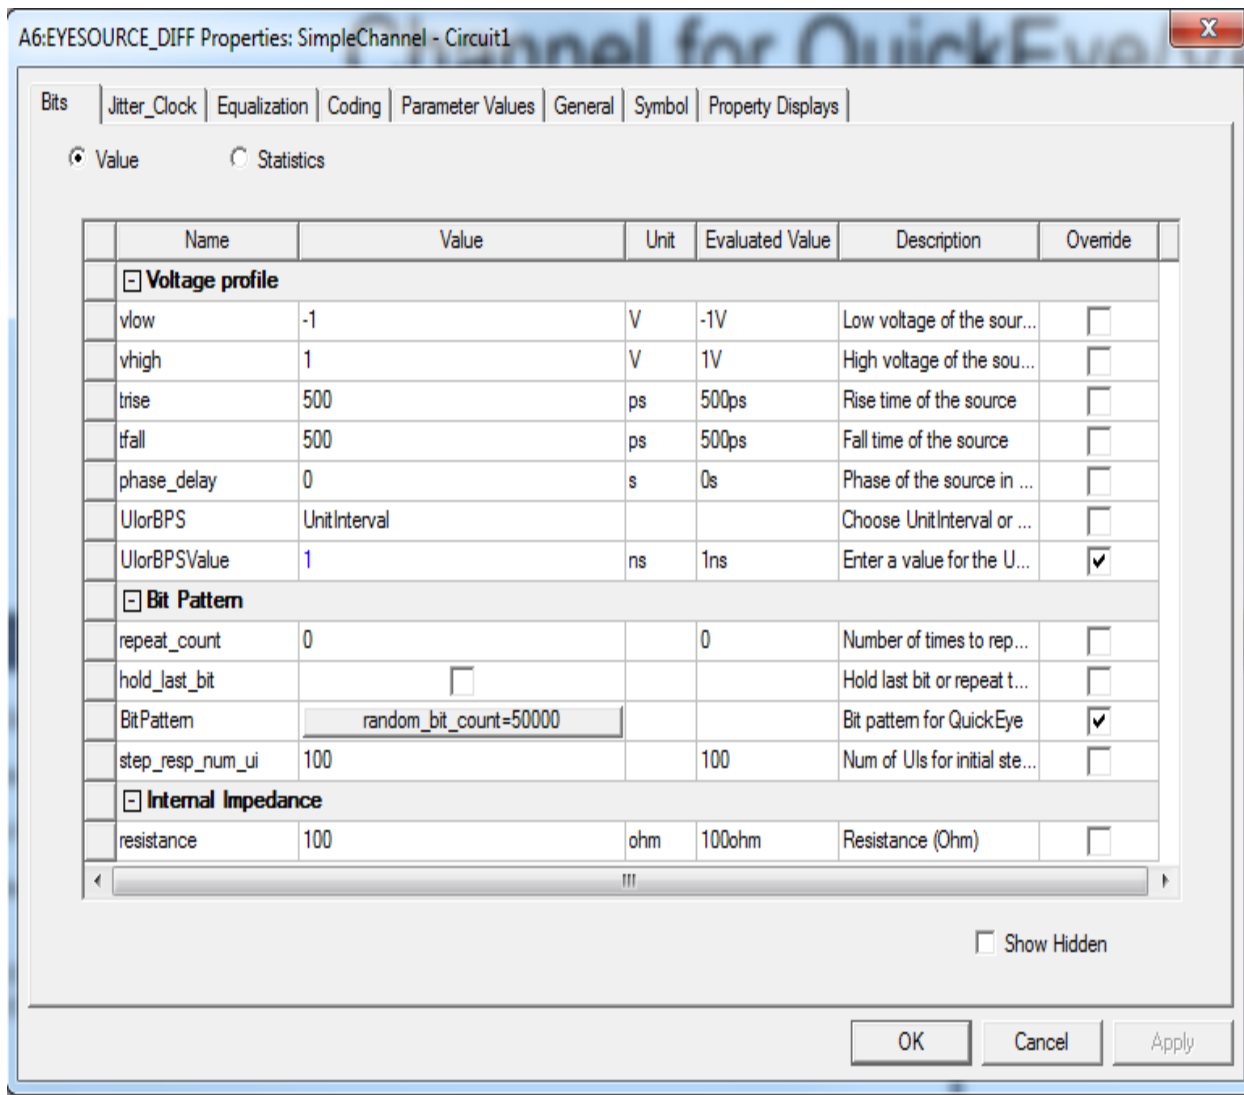 Channel for QuickEye/V
A6:EYESOURCE_DIFF Properties: SimpleChannel - Circuit1
X
Bits Jitter_Clock Equalization Coding Parameter Values General Symbol Property Displays
Value Statistics
Name Value Unit Evaluated Value Description Override
Voltage profile
vlow -1 V -1V Low voltage of the sour...
vhigh 1 V 1V High voltage of the sou...
trise 500 ps 500ps Rise time of the source
tfall 500 ps 500ps Fall time of the source
phase_delay 0 s 0s Phase of the source in ...
UIorBPS UnitInterval Choose UnitInterval or ...
UIorBPSValue 1 ns 1ns Enter a value for the U...
Bit Pattern
repeat_count 0 0 Number of times to rep...
hold_last_bit Hold last bit or repeat t...
BitPattern random_bit_count=50000 Bit pattern for QuickEye
step_resp_num_ui 100 100 Num of UIs for initial ste...
Internal Impedance
resistance 100 ohm 100ohm Resistance (Ohm)
Show Hidden
OK Cancel Apply